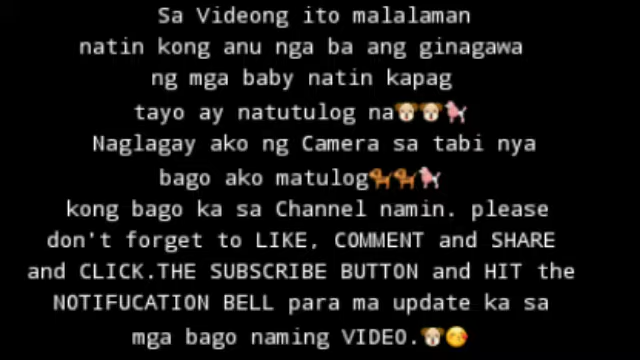 Sa Videong ito malalaman
natin kong anu nga ba ang ginagawa
ng mga baby natin kapag
tayo ay natutulog na🐶🐶🐩
Naglagay ako ng Camera sa tabi nya
bago ako matulog🐕🐕🐩
kong bago ka sa Channel namin. please
don't forget to LIKE, COMMENT and SHARE
and CLICK.THE SUBSCRIBE BUTTON and HIT the
NOTIFUCATION BELL para ma update ka sa
mga bago naming VIDEO.🐶😘